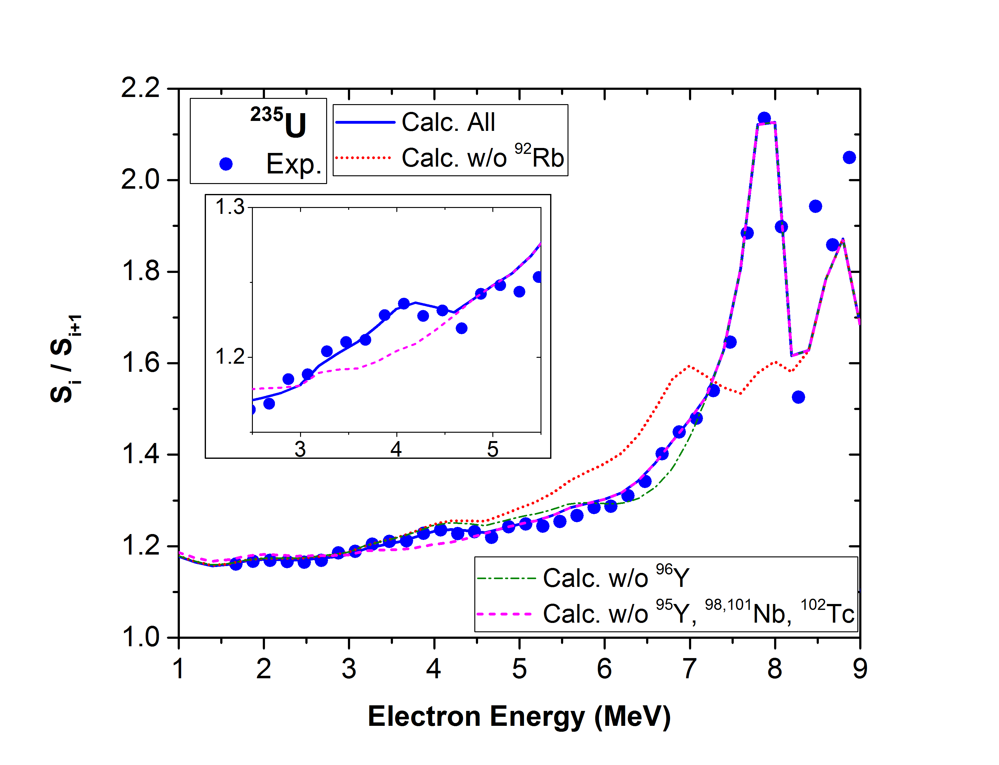 2.2
2.0
1.8
1.6
1.4
1.2
1.0
S_i / S_{i+1}
²³⁵U
Exp.
Calc. All
Calc. w/o ⁹²Rb
1.3
1.2
3 4 5
Calc. w/o ⁹⁶Y
Calc. w/o ⁹⁵Y, ⁹⁸,¹⁰¹Nb, ¹⁰²Tc
1 2 3 4 5 6 7 8 9
Electron Energy (MeV)